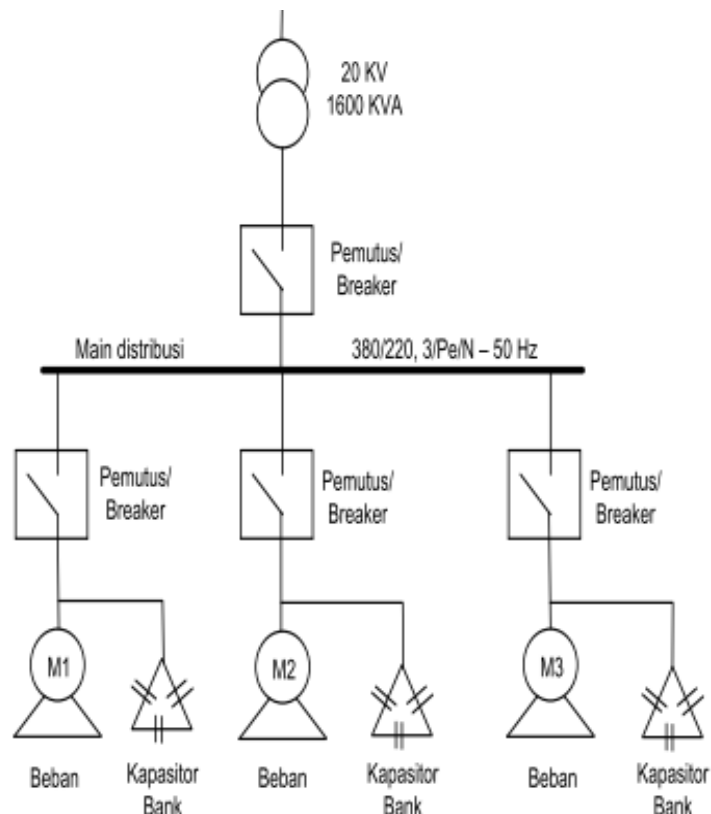 20 KV
1600 KVA
Pemutus/
Breaker
Main distribusi
380/220, 3/Pe/N – 50 Hz
Pemutus/
Breaker
Pemutus/
Breaker
Pemutus/
Breaker
M1
M2
M3
Beban
Kapasitor
Bank
Beban
Kapasitor
Bank
Beban
Kapasitor
Bank